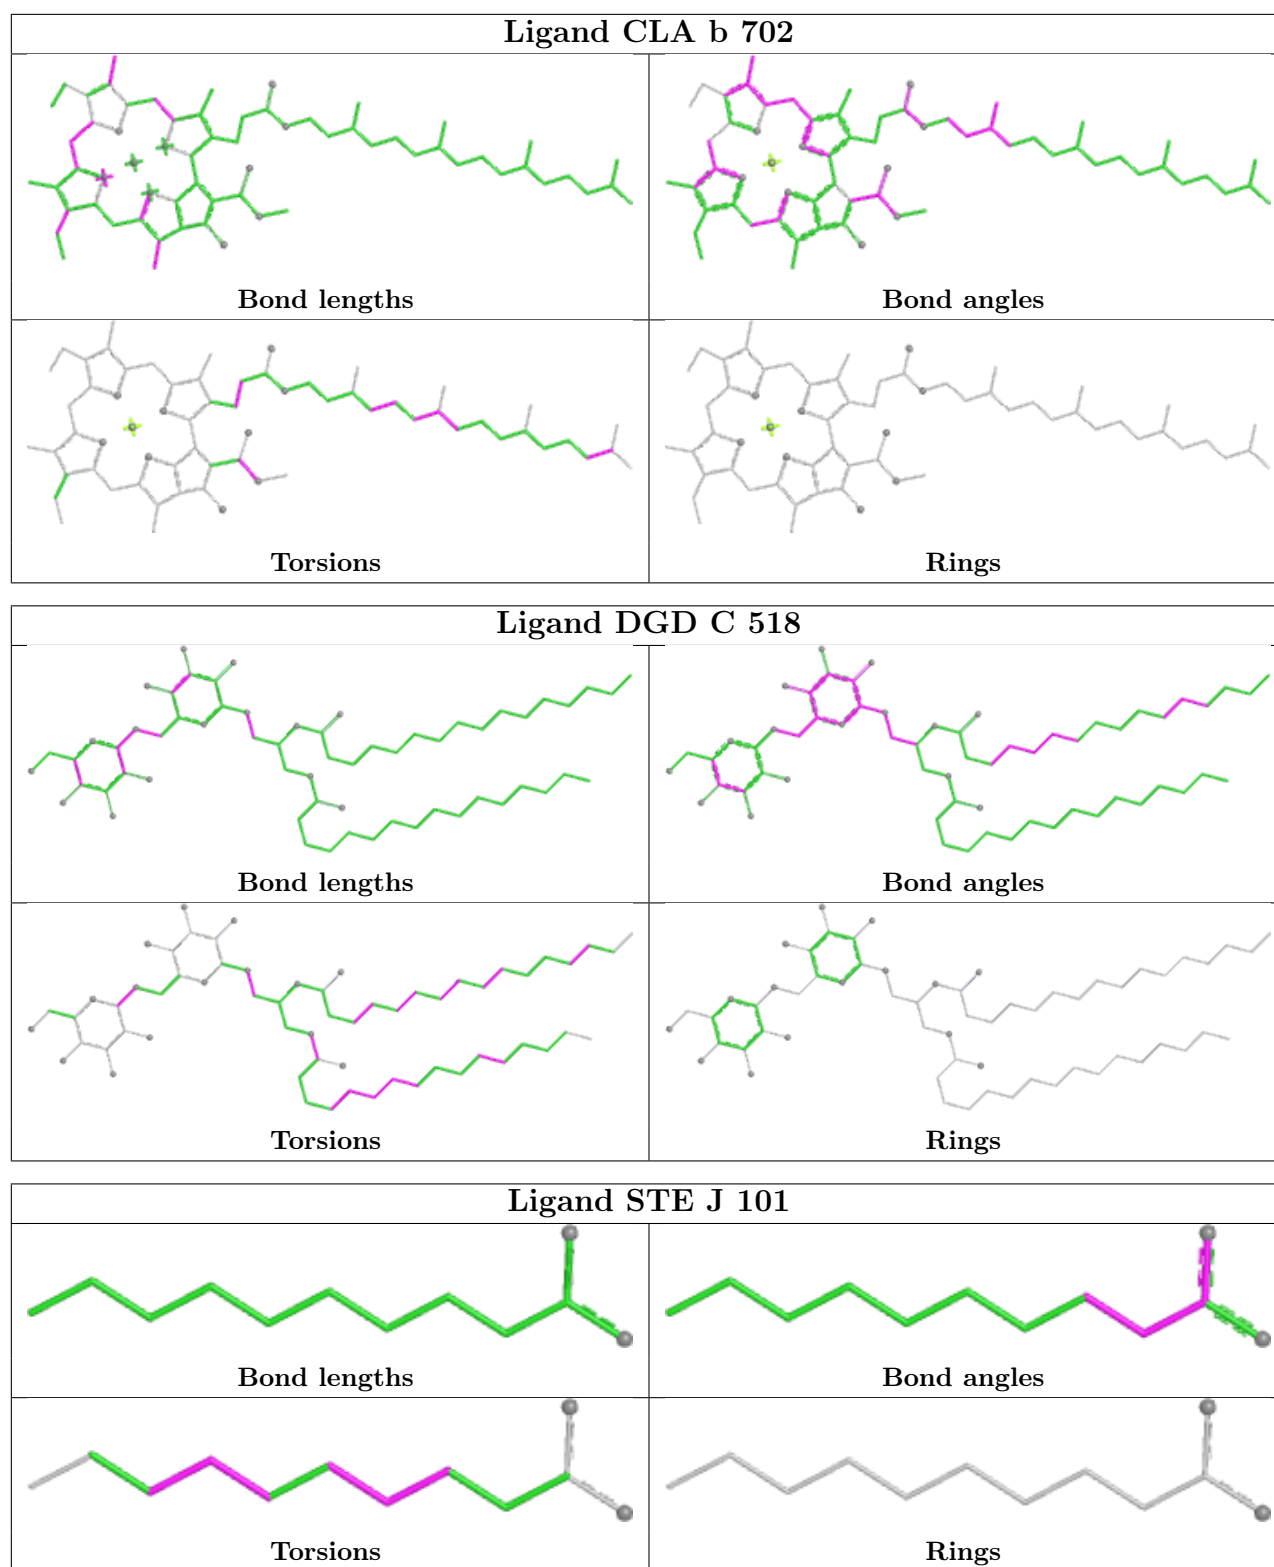 Ligand CLA b 702
Bond lengths
Bond angles
Torsions
Rings
Ligand DGD C 518
Bond lengths
Bond angles
Torsions
Rings
Ligand STE J 101
Bond lengths
Bond angles
Torsions
Rings